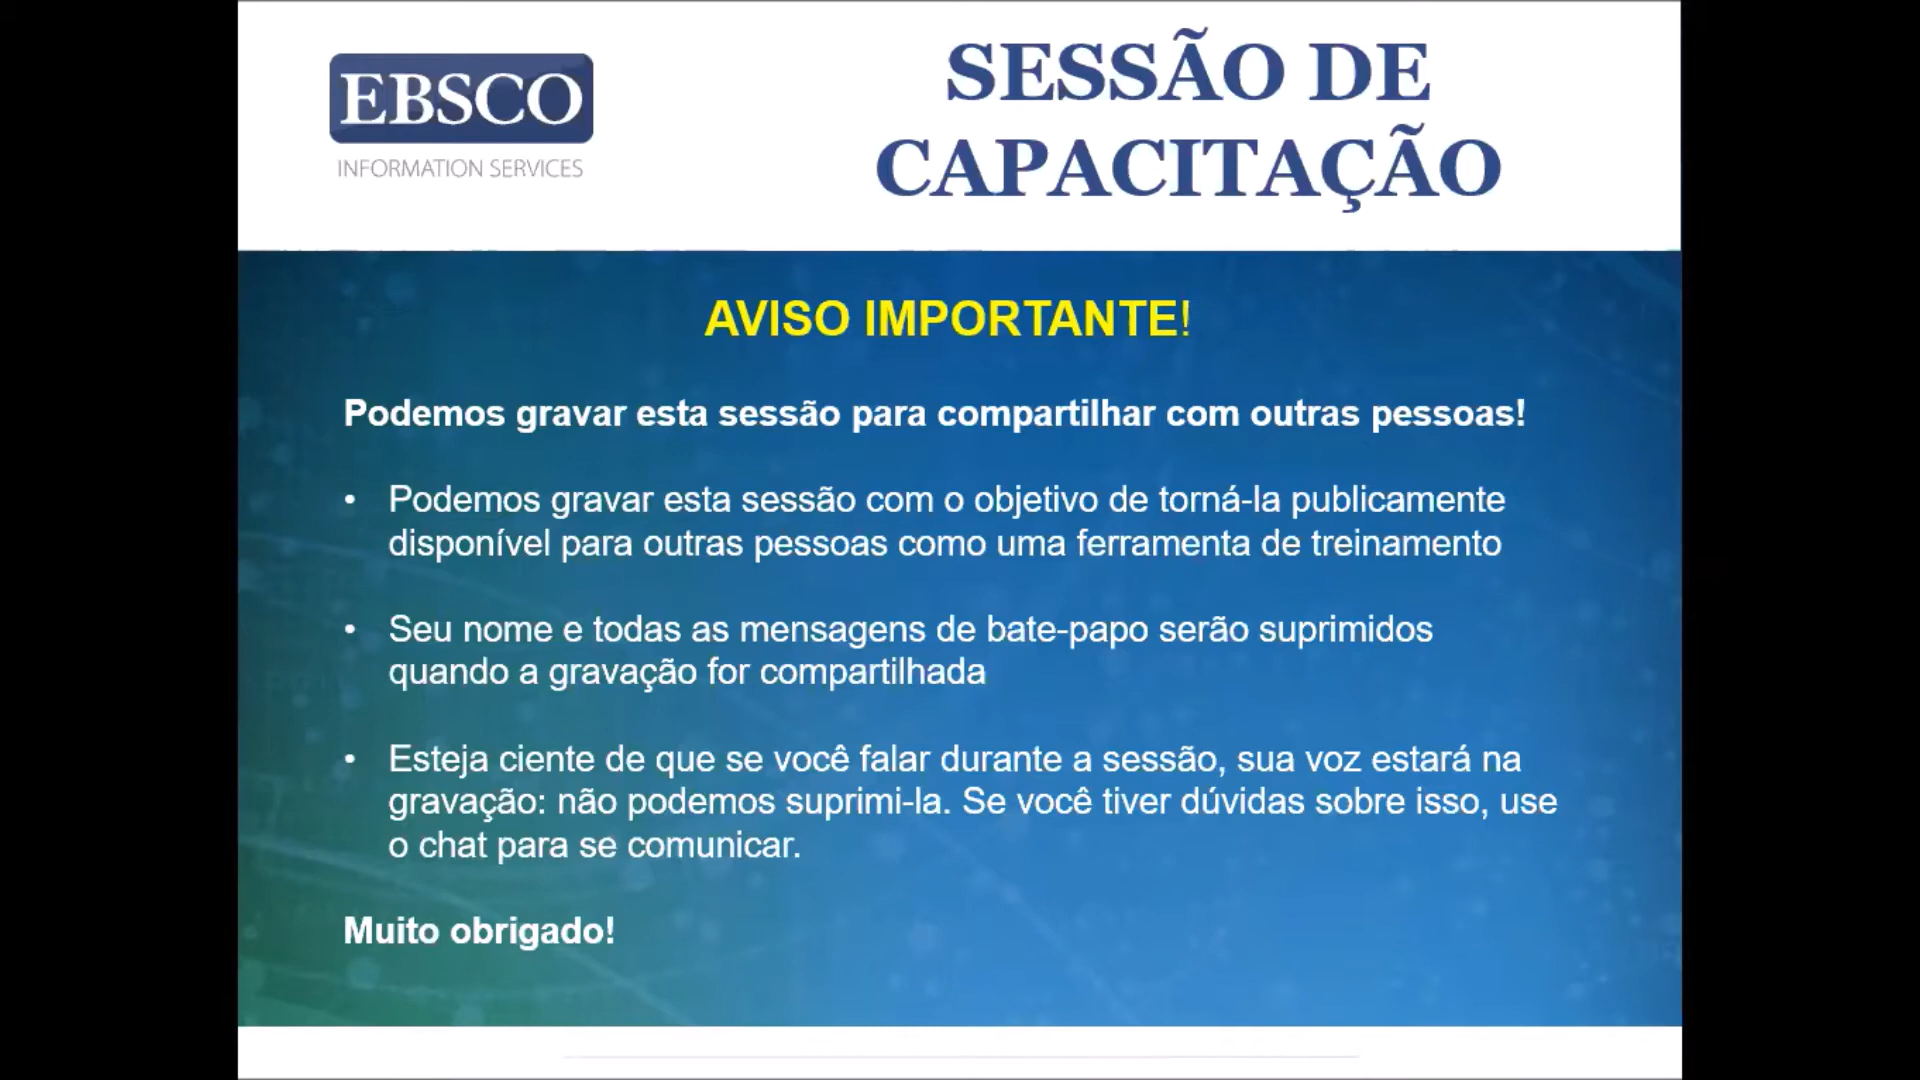 EBSCO
INFORMATION SERVICES
SESSÃO DE
CAPACITAÇÃO
AVISO IMPORTANTE!
Podemos gravar esta sessão para compartilhar com outras pessoas!
• Podemos gravar esta sessão com o objetivo de torná-la publicamente
disponível para outras pessoas como uma ferramenta de treinamento
• Seu nome e todas as mensagens de bate-papo serão suprimidos
quando a gravação for compartilhada
• Esteja ciente de que se você falar durante a sessão, sua voz estará na
gravação: não podemos suprimi-la. Se você tiver dúvidas sobre isso, use
o chat para se comunicar.
Muito obrigado!